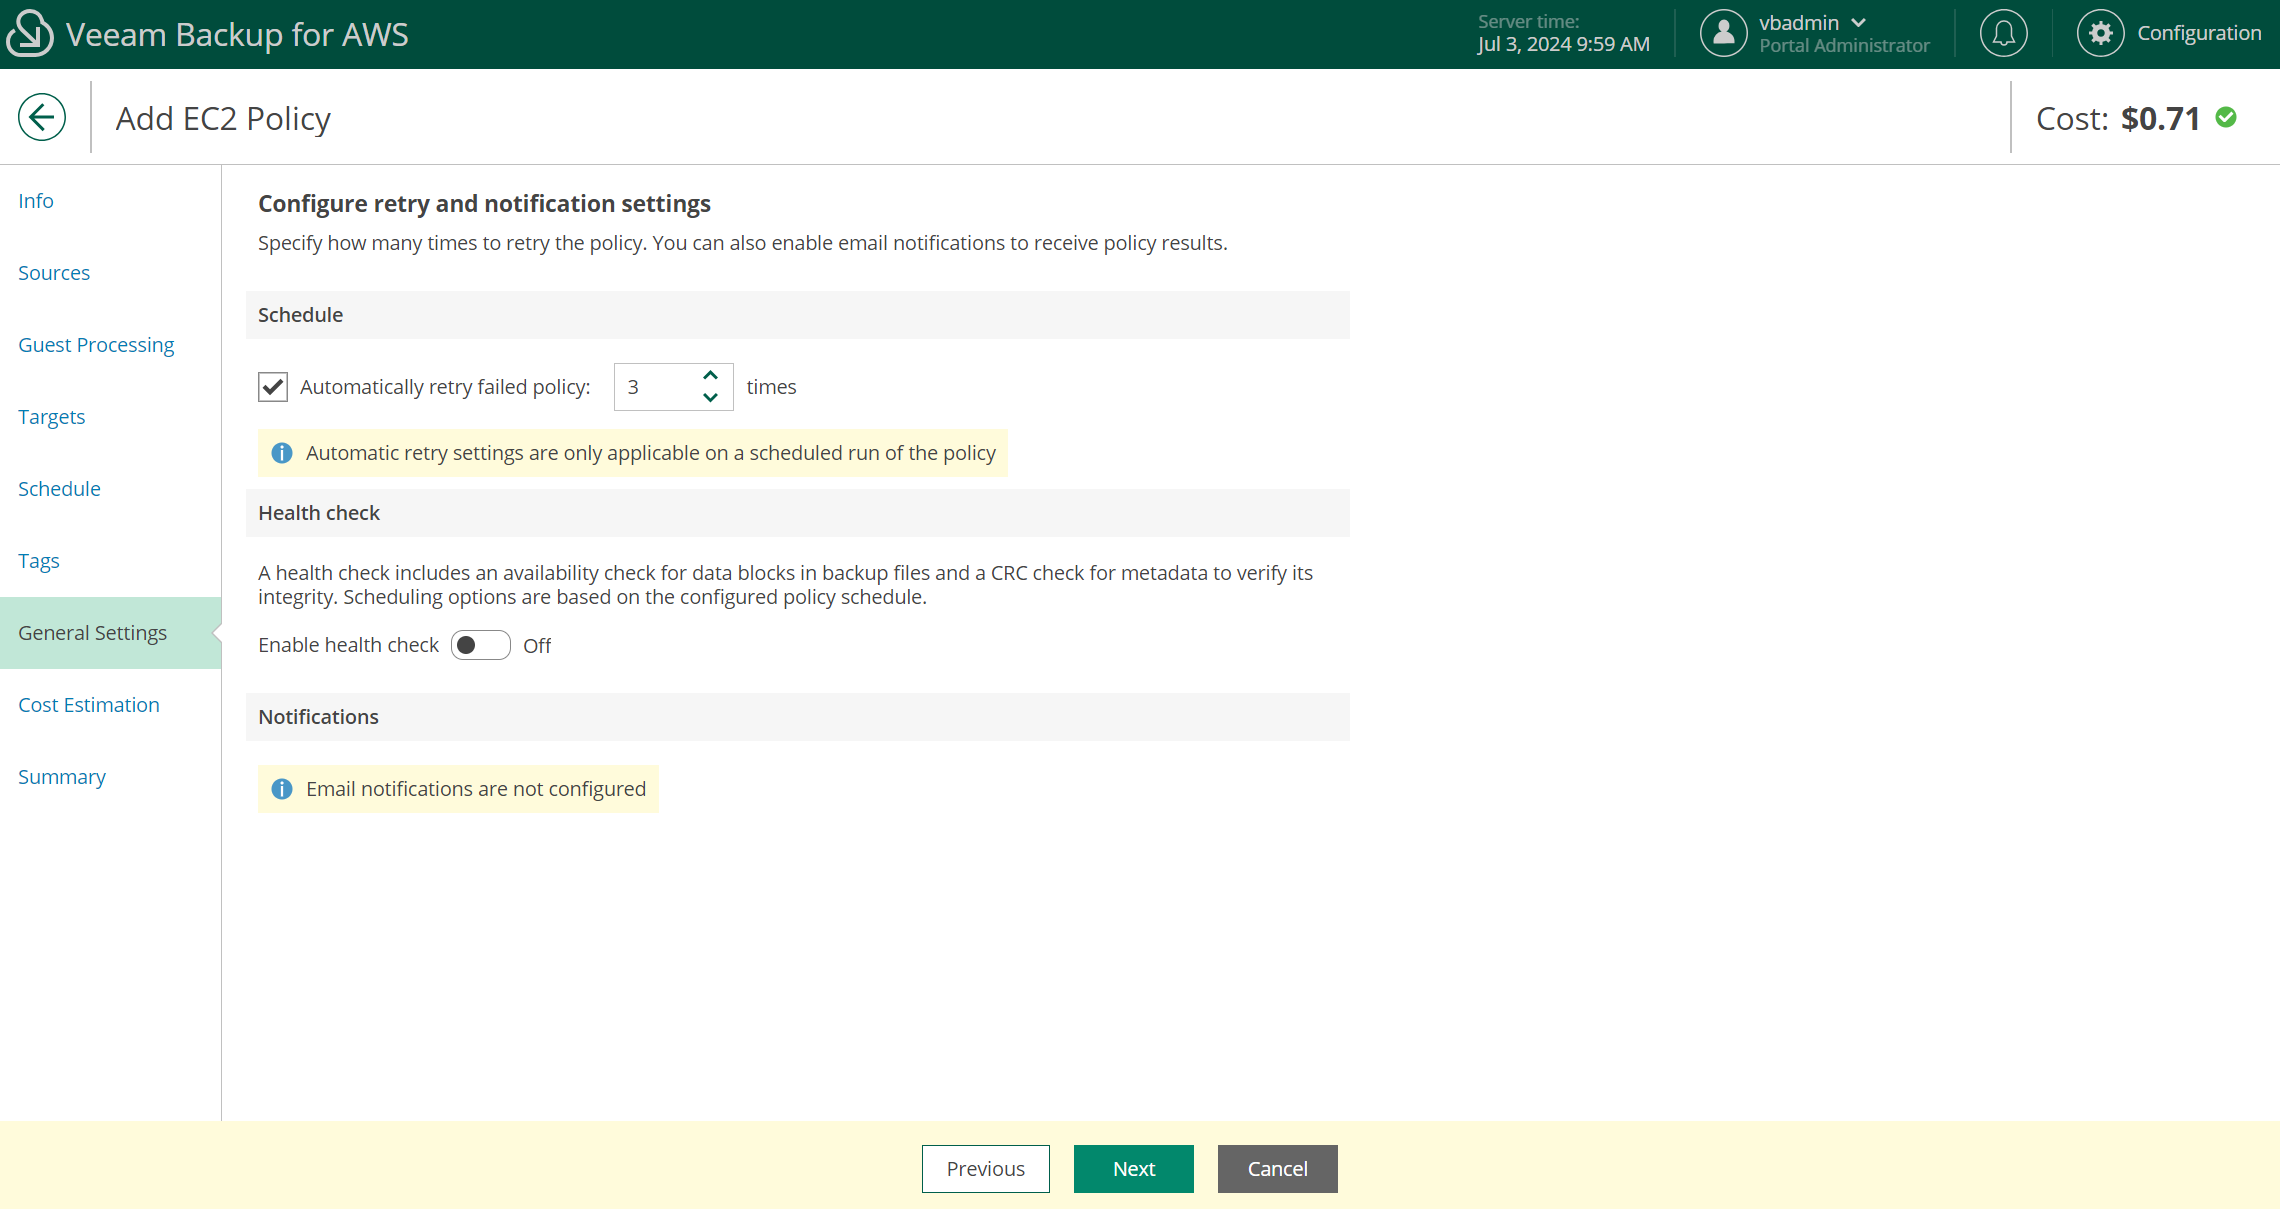 Veeam Backup for AWS
Server time:
Jul 3, 2024 9:59 AM
vbadmin
Portal Administrator
Configuration
Add EC2 Policy
Cost: $0.71
Info
Sources
Guest Processing
Targets
Schedule
Tags
General Settings
Cost Estimation
Summary
Configure retry and notification settings
Specify how many times to retry the policy. You can also enable email notifications to receive policy results.
Schedule
Automatically retry failed policy: 3 times
Automatic retry settings are only applicable on a scheduled run of the policy
Health check
A health check includes an availability check for data blocks in backup files and a CRC check for metadata to verify its
integrity. Scheduling options are based on the configured policy schedule.
Enable health check Off
Notifications
Email notifications are not configured
Previous
Next
Cancel